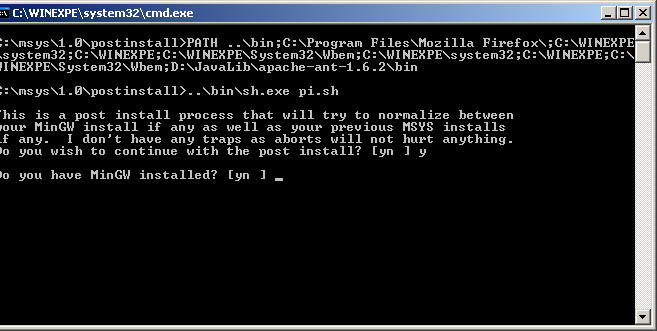 C:\WINEXPE\system32\cmd.exe
C:\msys\1.0\postinstall>PATH ..\bin;C:\Program Files\Mozilla Firefox\;C:\WINEXPE
\system32;C:\WINEXPE;C:\WINEXPE\System32\Wbem;C:\WINEXPE\system32;C:\WINEXPE;C:\
WINEXPE\System32\Wbem;D:\JavaLib\apache-ant-1.6.2\bin
C:\msys\1.0\postinstall>..\bin\sh.exe pi.sh
This is a post install process that will try to normalize between
your MinGW install if any as well as your previous MSYS installs
if any.  I don't have any traps as aborts will not hurt anything.
Do you wish to continue with the post install? [yn ] y
Do you have MinGW installed? [yn ] _